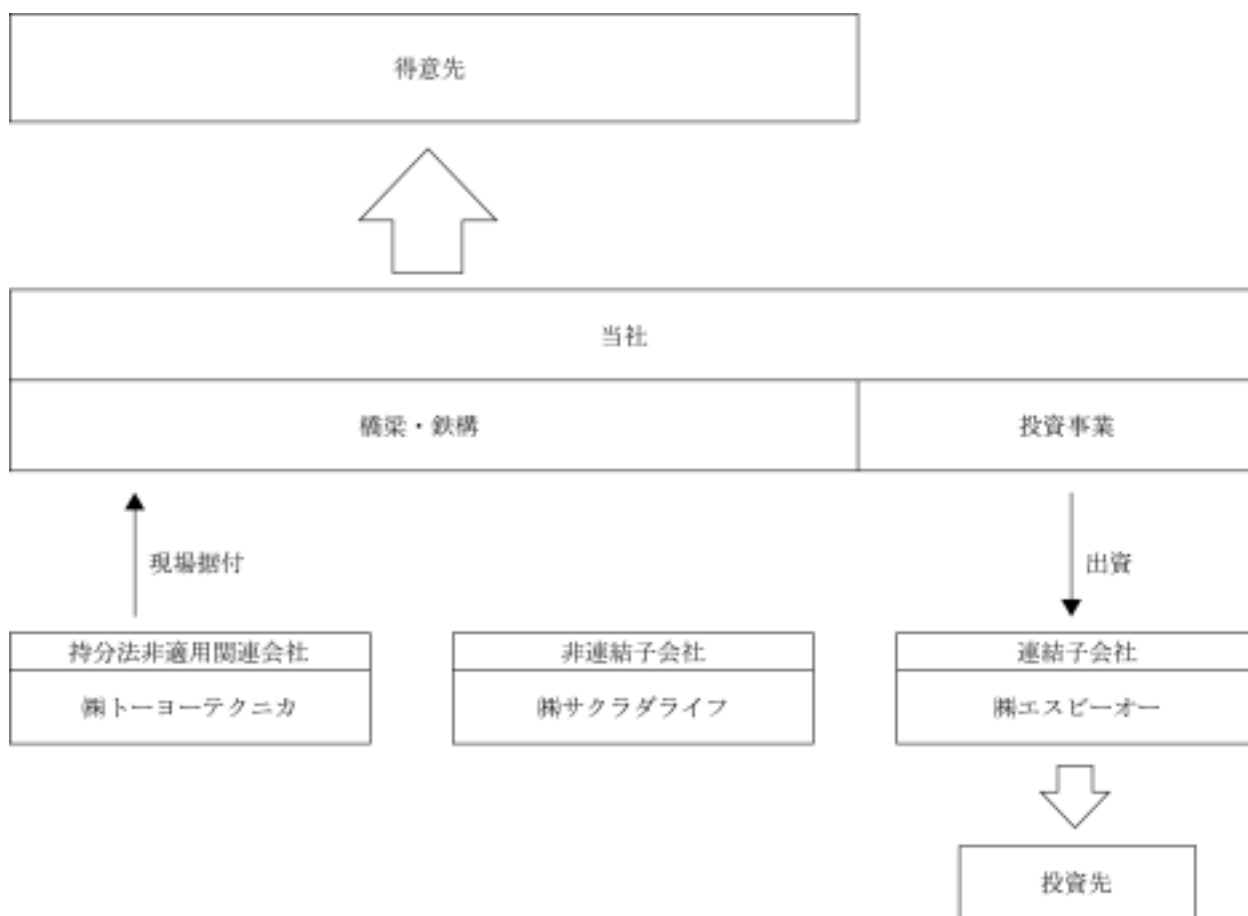 得意先
当社
橋梁・鉄構
投資事業
現場据付
出資
持分法非適用関連会社
㈱トーヨーテクニカ
非連結子会社
㈱サクラダライフ
連結子会社
㈱エスビーオー
投資先